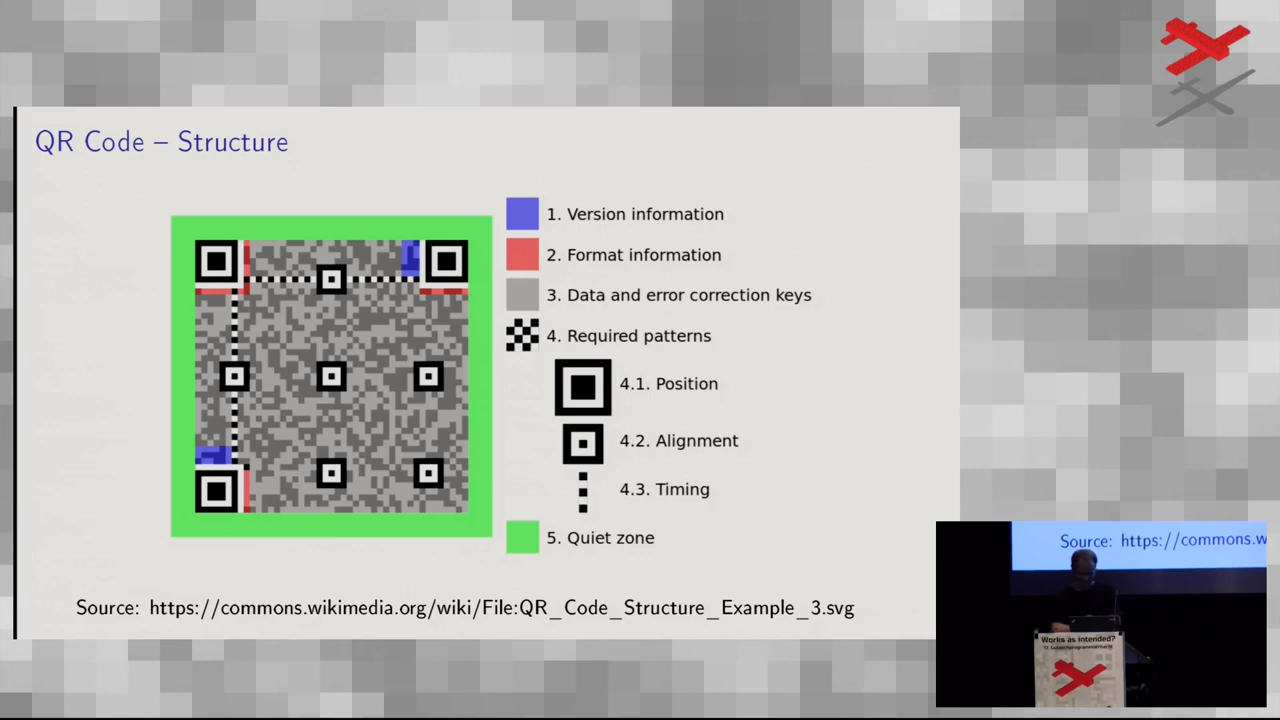 QR Code – Structure
1. Version information
2. Format information
3. Data and error correction keys
4. Required patterns
4.1. Position
4.2. Alignment
4.3. Timing
5. Quiet zone
Source: https://commons.wikimedia.org/wiki/File:QR_Code_Structure_Example_3.svg
Source: https://commons.w
Works as intended?